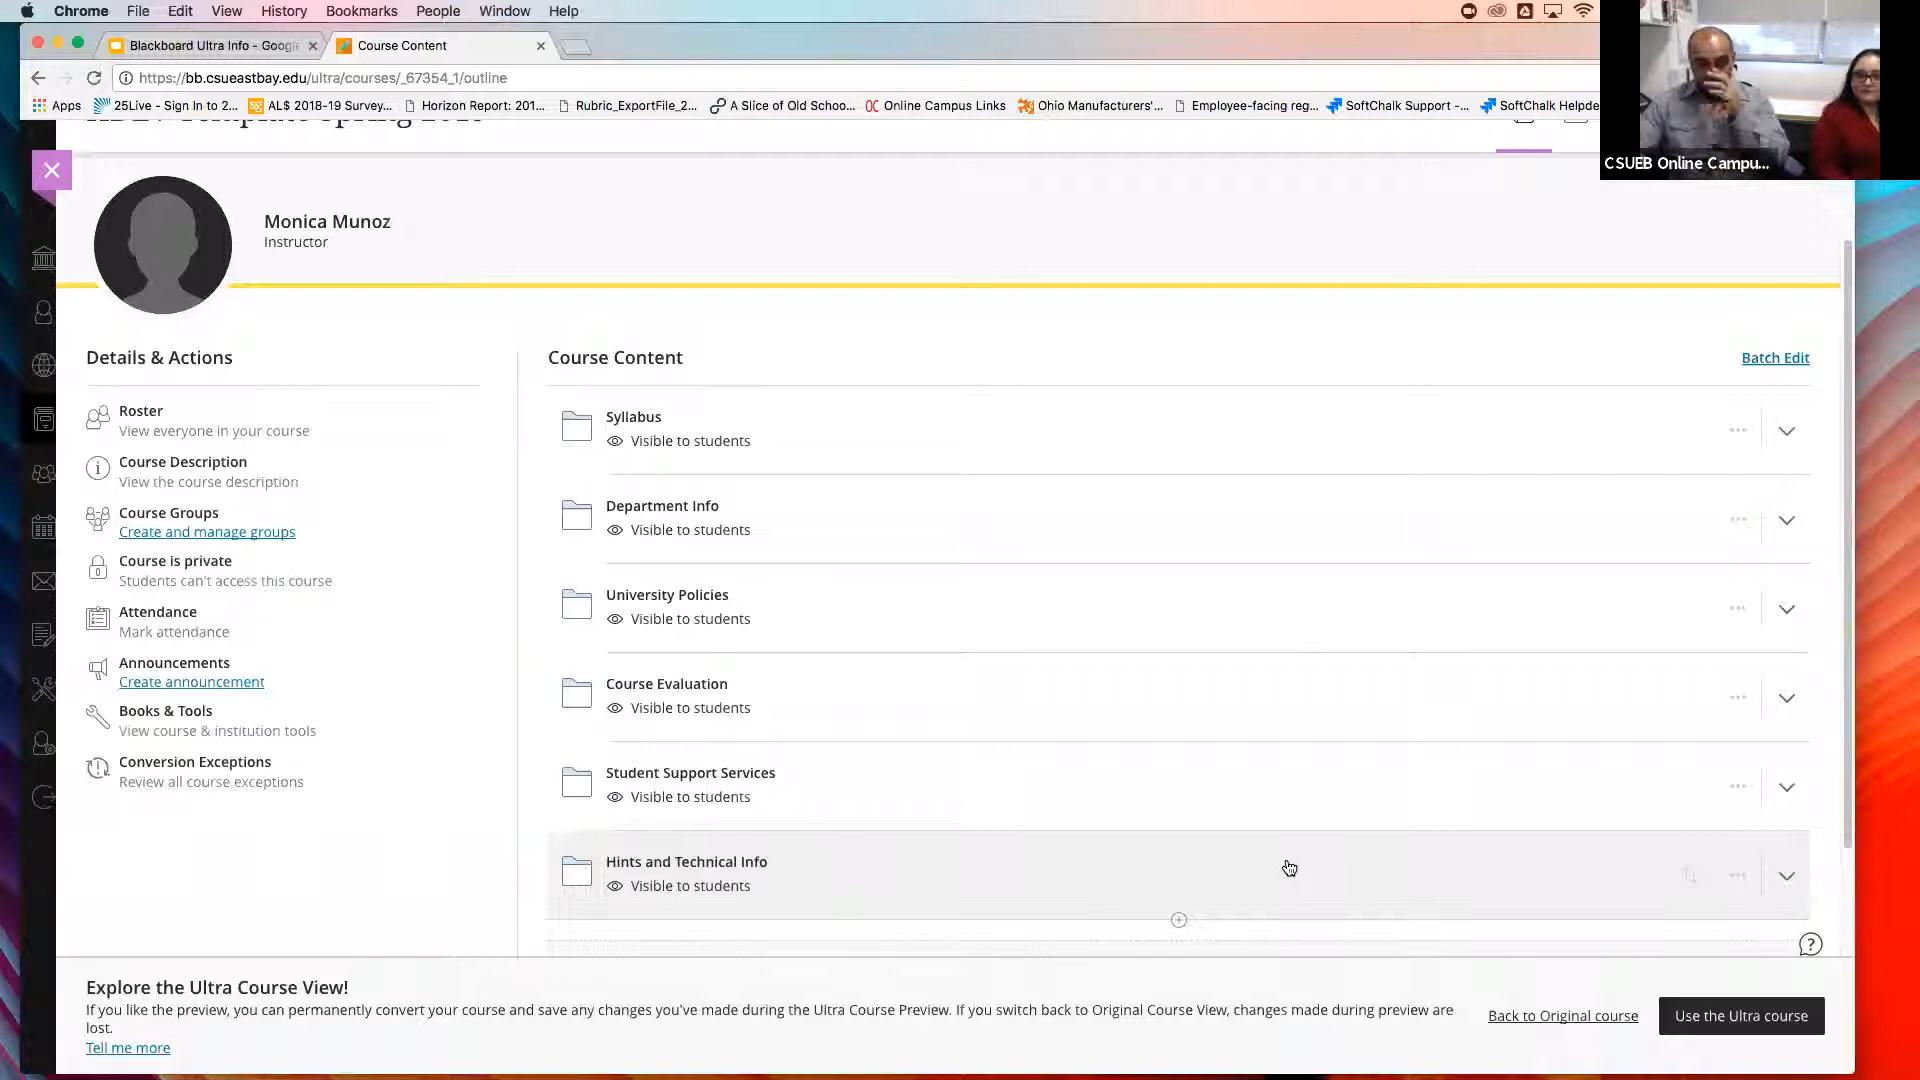 Chrome File Edit View History Bookmarks People Window Help
Blackboard Ultra Info - Google
Course Content
https://bb.csueastbay.edu/ultra/courses/_67354_1/outline
Apps
25Live - Sign In to 2...
AL$ 2018-19 Survey...
Horizon Report: 201...
Rubric_ExportFile_2...
A Slice of Old Schoo...
Online Campus Links
Ohio Manufacturers'...
Employee-facing reg...
SoftChalk Support -...
SoftChalk Helpde
CSUEB Online Campu...
Monica Munoz
Instructor
Details & Actions
Roster
View everyone in your course
Course Description
View the course description
Course Groups
Create and manage groups
Course is private
Students can't access this course
Attendance
Mark attendance
Announcements
Create announcement
Books & Tools
View course & institution tools
Conversion Exceptions
Review all course exceptions
Course Content
Batch Edit
Syllabus
Visible to students
Department Info
Visible to students
University Policies
Visible to students
Course Evaluation
Visible to students
Student Support Services
Visible to students
Hints and Technical Info
Visible to students
Explore the Ultra Course View!
If you like the preview, you can permanently convert your course and save any changes you've made during the Ultra Course Preview. If you switch back to Original Course View, changes made during preview are
lost.
Tell me more
Back to Original course
Use the Ultra course